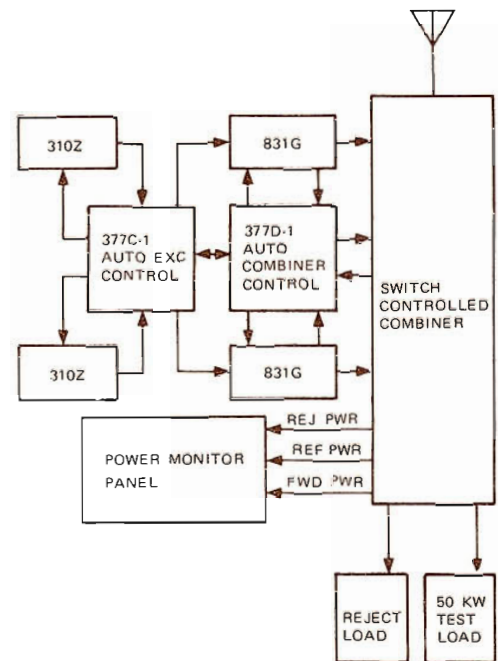 310Z
831G
377C-1
AUTO EXC
CONTROL
377D-1
AUTO
COMBINER
CONTROL
SWITCH
CONTROLLED
COMBINER
310Z
831G
POWER MONITOR
PANEL
REJ PWR
REF PWR
FWD PWR
REJECT
LOAD
50 KW
TEST
LOAD